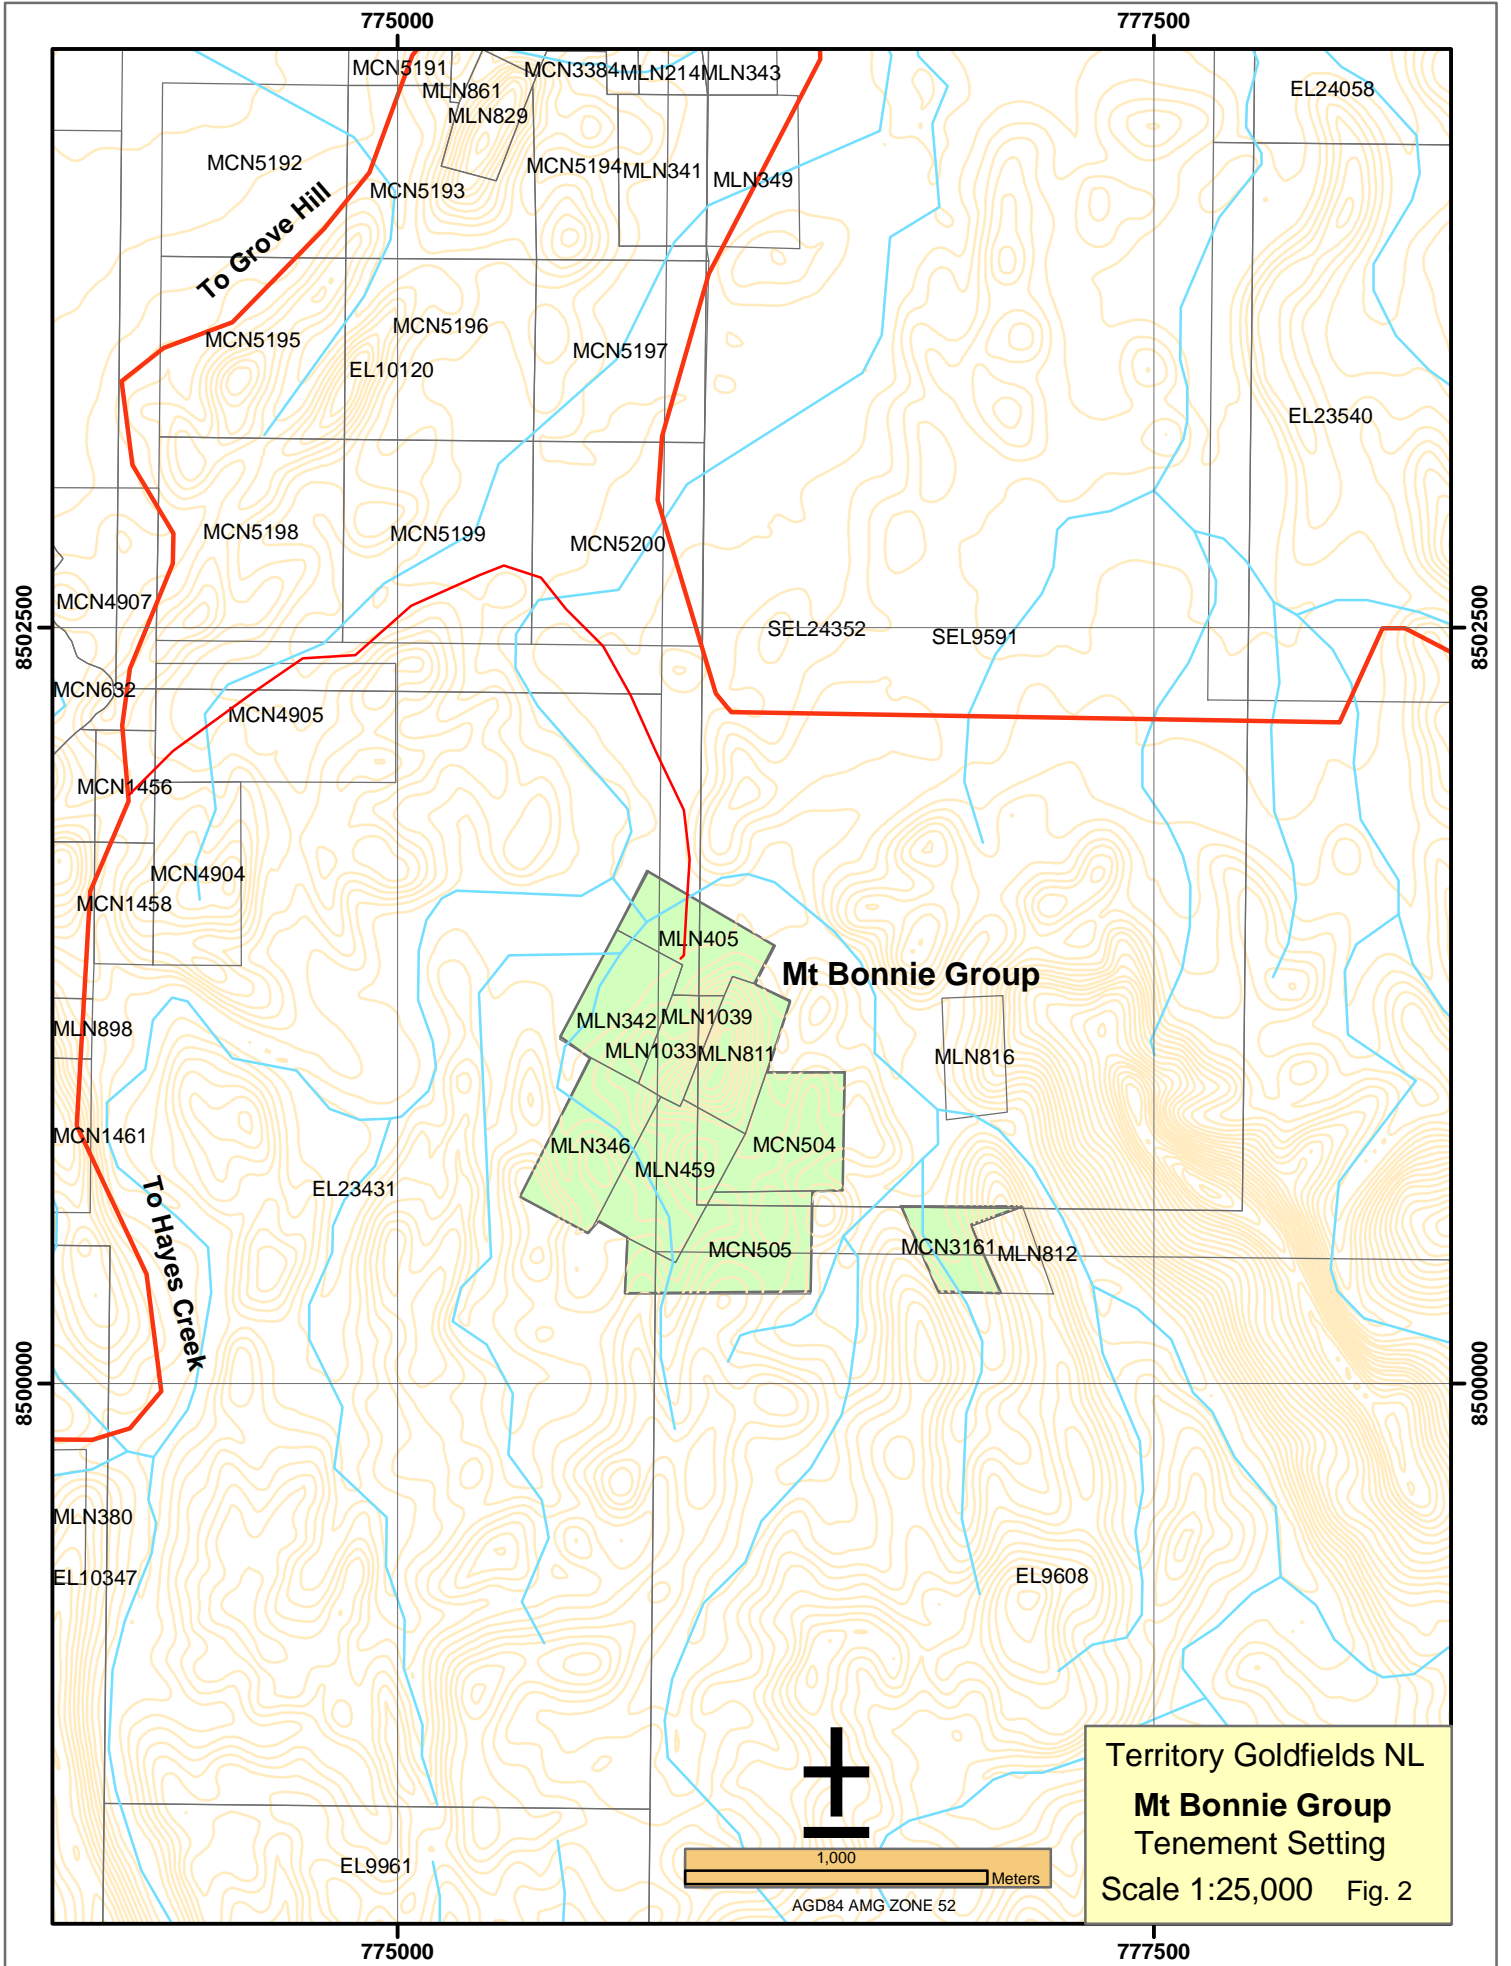 775000
777500
MCN5191
MCN3384
MLN214
MLN343
MLN861
EL24058
MLN829
MCN5192
MCN5194
MLN341
MLN349
MCN5193
To Grove Hill
MCN5196
MCN5195
MCN5197
EL10120
EL23540
MCN5198
MCN5199
MCN5200
8502500
8502500
MCN4907
SEL24352
SEL9591
MCN632
MCN4905
MCN1456
MCN4904
MCN1458
MLN405
Mt Bonnie Group
MLN898
MLN342
MLN1039
MLN1033
MLN811
MLN816
MCN1461
MLN346
MCN504
MLN459
EL23431
To Hayes Creek
MCN505
MCN3161
MLN812
8500000
8500000
MLN380
EL10347
EL9608
EL9961
1,000
Meters
AGD84 AMG ZONE 52
Territory Goldfields NL
Mt Bonnie Group
Tenement Setting
Scale 1:25,000 Fig. 2
775000
777500